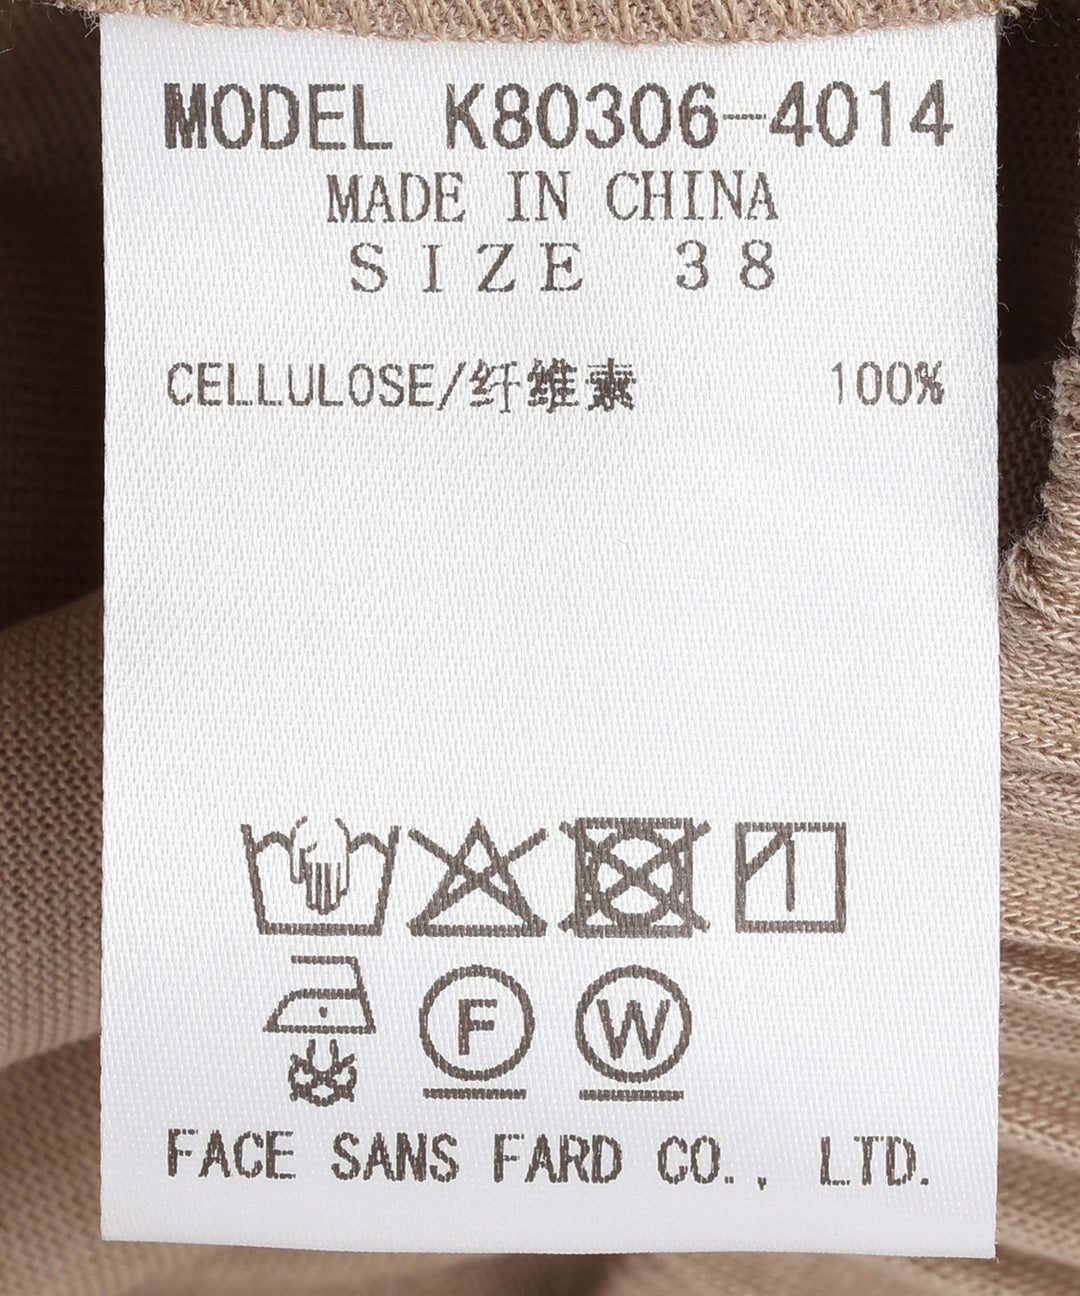 MODEL K80306-4014
MADE IN CHINA
SIZE 38
CELLULOSE/纤维素 100%
F W
FACE SANS FARD CO., LTD.